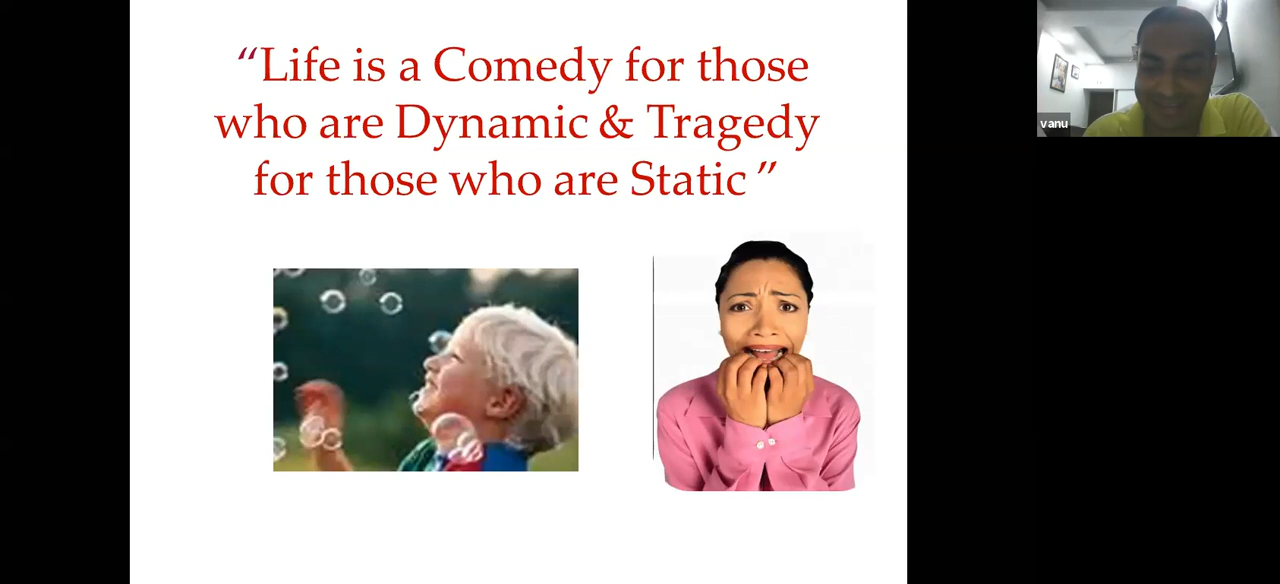 “Life is a Comedy for those
who are Dynamic & Tragedy
for those who are Static ”
vanu